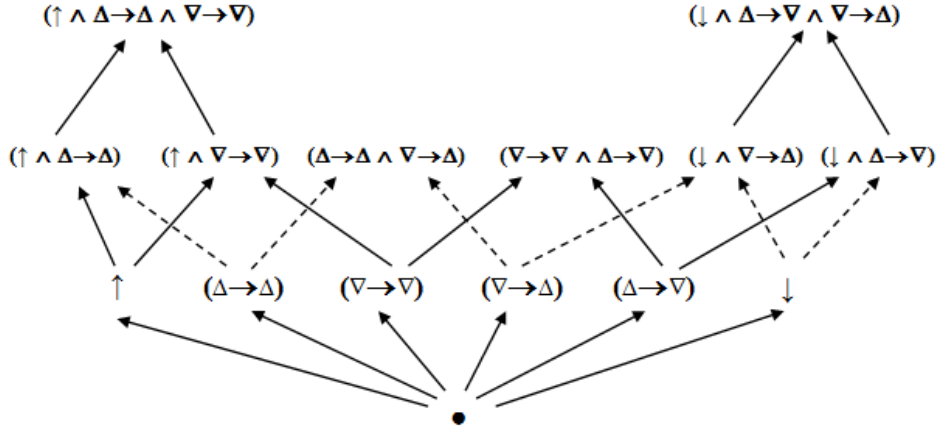 (↑ ∧ Δ→Δ ∧ ∇→∇) (↓ ∧ Δ→∇ ∧ ∇→Δ)
(↑ ∧ Δ→Δ) (↑ ∧ ∇→∇) (Δ→Δ ∧ ∇→Δ) (∇→∇ ∧ Δ→∇) (↓ ∧ ∇→Δ) (↓ ∧ Δ→∇)
↑ (Δ→Δ) (∇→∇) (∇→Δ) (Δ→∇) ↓
•